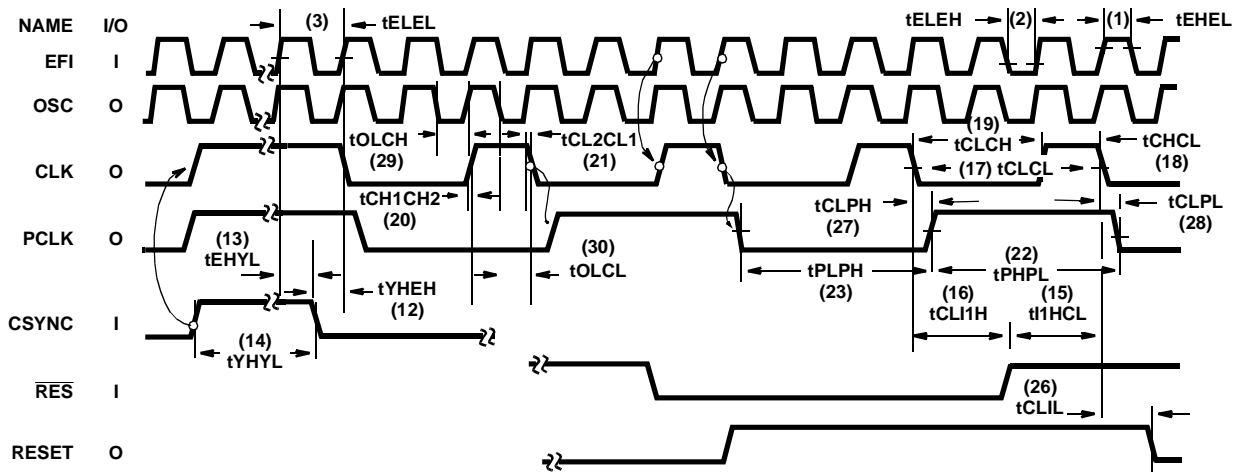 NAME I/O (3) tELEL tELEH (2) (1) tEHEL
EFI I
OSC O
tOLCH (29) tCL2CL1 (21) (19) tCLCH tCHCL (18)
CLK O (17) tCLCL
tCH1CH2 (20) tCLPH (27) tCLPL (28)
PCLK O
(13) tEHYL (30) tOLCL tPLPH (23) (22) tPHPL
tYHEH (12) (16) tCLI1H (15) tI1HCL
CSYNC I
(14) tYHYL
RES I (26) tCLIL
RESET O